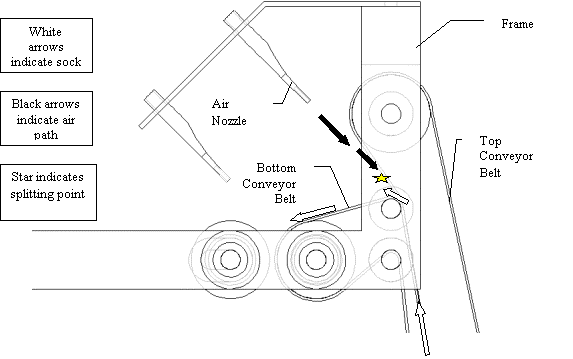 White
arrows
indicate sock
Black arrows
indicate air
path
Star indicates
splitting point
Air
Nozzle
Bottom
Conveyor
Belt
Frame
Top
Conveyor
Belt